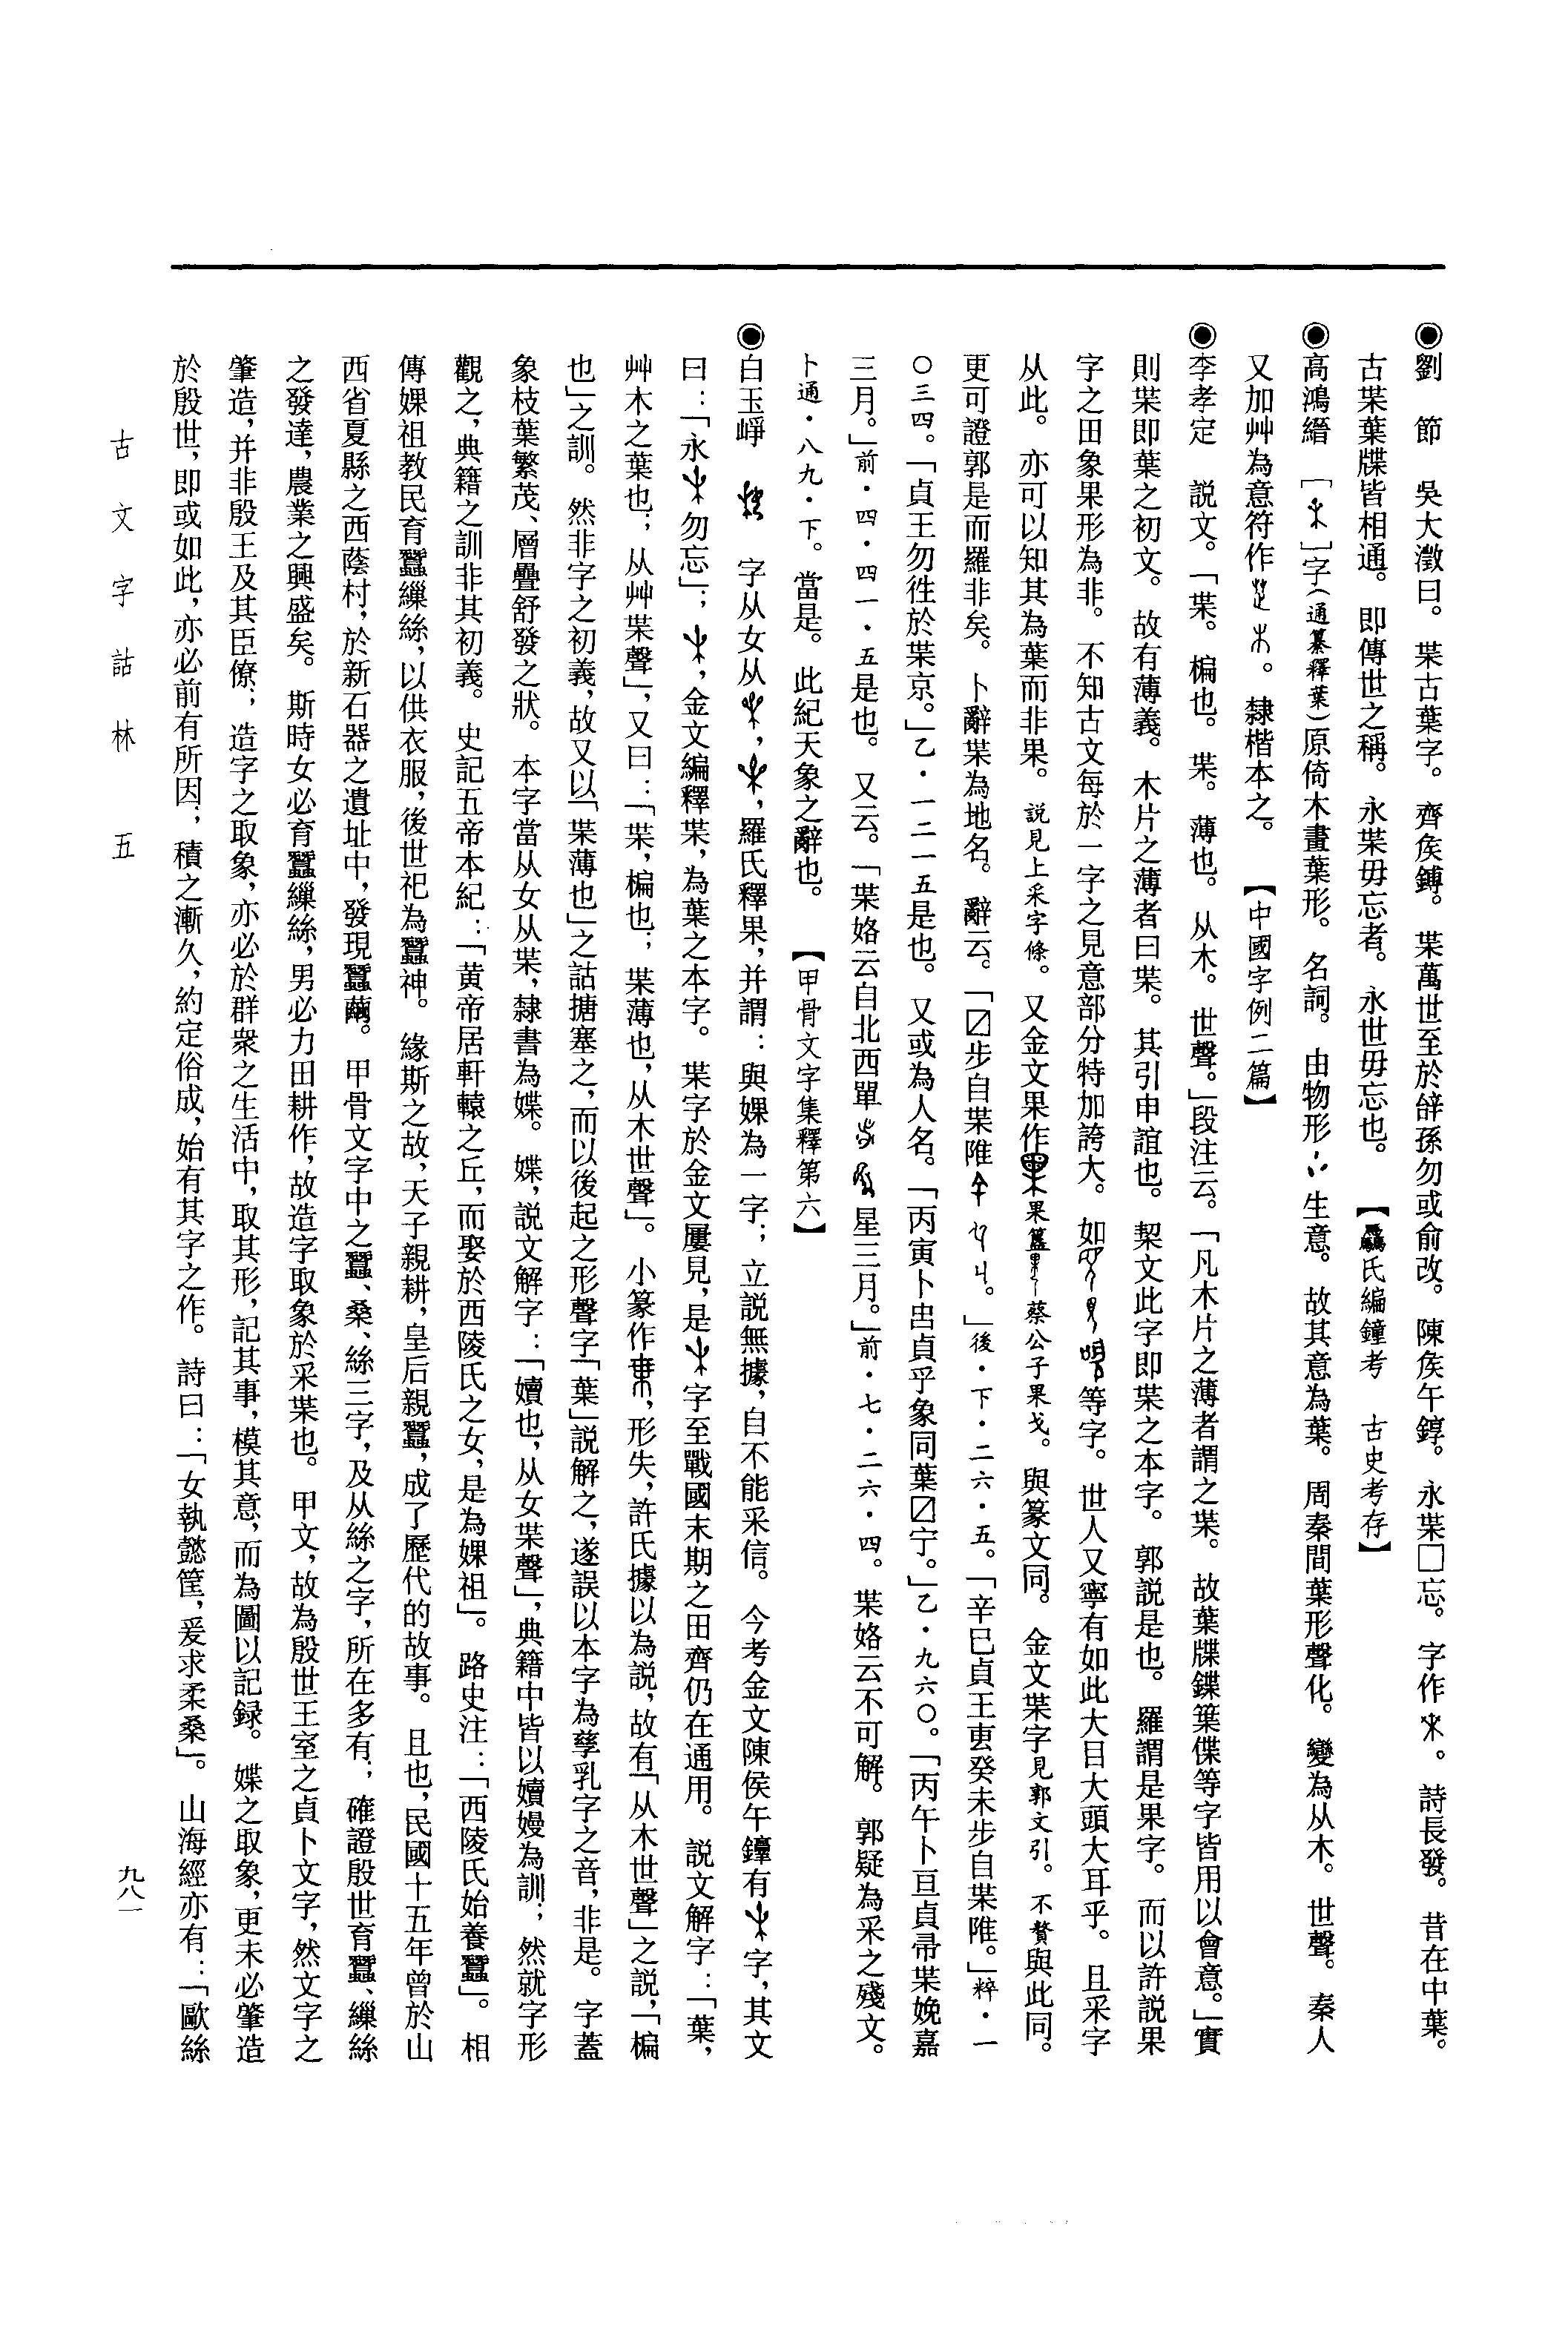 ◉劉　節　吳大澂曰。枼古葉字。齊矦鎛。枼萬世至於辝孫勿或俞改。陳矦午錞。永枼□忘。字作。詩長發。昔在中葉。
古枼葉牒皆相通。即傳世之稱。永枼毋忘者。永世毋忘也。【驫氏編鐘考　古史考存】
◉高鴻縉　［］字（通纂釋葉）原倚木畫葉形。名詞。由物形生意。故其意為葉。周秦間葉形聲化。變為从木。世聲。秦人
又加艸為意符作。隸楷本之。【中國字例二篇】
◉李孝定　説文。「枼。楄也。枼。薄也。从木。世聲。」段注云。「凡木片之薄者謂之枼。故葉牒鍱箂偞等字皆用以會意。」實
則枼即葉之初文。故有薄義。木片之薄者曰枼。其引申誼也。契文此字即枼之本字。郭説是也。羅謂是果字。而以許説果
字之田象果形為非。不知古文每於一字之見意部分特加誇大。如等字。世人又寧有如此大目大頭大耳乎。且采字
从此。亦可以知其為葉而非果。説見上采字條。又金文果作果簋蔡公子果戈。與篆文同。金文枼字見郭文引。不贅與此同。
更可證郭是而羅非矣。卜辭枼為地名。辭云。「〼步自枼隹。」後・下・二六・五。「辛巳貞王叀癸未步自枼隹。」粹・一
〇三四。「貞王勿徃於枼京。」乙・一二一五是也。又或為人名。「丙寅卜𠱠貞乎象同葉〼宁。」乙・九六〇。「丙午卜亘貞帚枼娩嘉
三月。」前・四・四一・五是也。又云。「枼㛊云自北西單星三月。」前・七・二六・四。枼㛊云不可解。郭疑為采之殘文。
卜通・八九・下。當是。此紀天象之辭也。【甲骨文字集釋第六】
◉白玉崢　字从女从，，羅氏釋果，并謂：與婐為一字；立説無據，自不能采信。今考金文陳侯午鐘有字，其文
曰：「永勿忘」；，金文編釋枼，為葉之本字。枼字於金文屢見，是字至戰國末期之田齊仍在通用。説文解字：「葉，
艸木之葉也；从艸枼聲」，又曰：「枼，楄也；枼薄也，从木世聲」。小篆作，形失，許氏據以為説，故有「从木世聲」之説，「楄
也」之訓。然非字之初義，故又以「枼薄也」之詁搪塞之，而以後起之形聲字「葉」説解之，遂誤以本字為孳乳字之音，非是。字蓋
象枝葉繁茂、層疊舒發之狀。本字當从女从枼，隸書為媟。媟，説文解字：「嬻也，从女枼聲」，典籍中皆以嬻嫚為訓；然就字形
觀之，典籍之訓非其初義。史記五帝本紀：「黄帝居軒轅之丘，而娶於西陵氏之女，是為嫘祖」。路史注：「西陵氏始養蠶」。相
傳嫘祖教民育蠶繅絲，以供衣服，後世祀為蠶神。緣斯之故，天子親耕，皇后親蠶，成了歷代的故事。且也，民國十五年曾於山
西省夏縣之西蔭村，於新石器之遺址中，發現蠶繭。甲骨文字中之蠶、桑、絲三字，及从絲之字，所在多有；確證殷世育蠶、繅絲
之發達，農業之興盛矣。斯時女必育蠶繅絲，男必力田耕作，故造字取象於采枼也。甲文，故為殷世王室之貞卜文字，然文字之
肇造，并非殷王及其臣僚；造字之取象，亦必於群衆之生活中，取其形，記其事，模其意，而為圖以記録。媟之取象，更未必肇造
於殷世，即或如此，亦必前有所因；積之漸久，約定俗成，始有其字之作。詩曰：「女執懿筐，爰求柔桑」。山海經亦有：「歐絲
古文字詁林　五
九八一